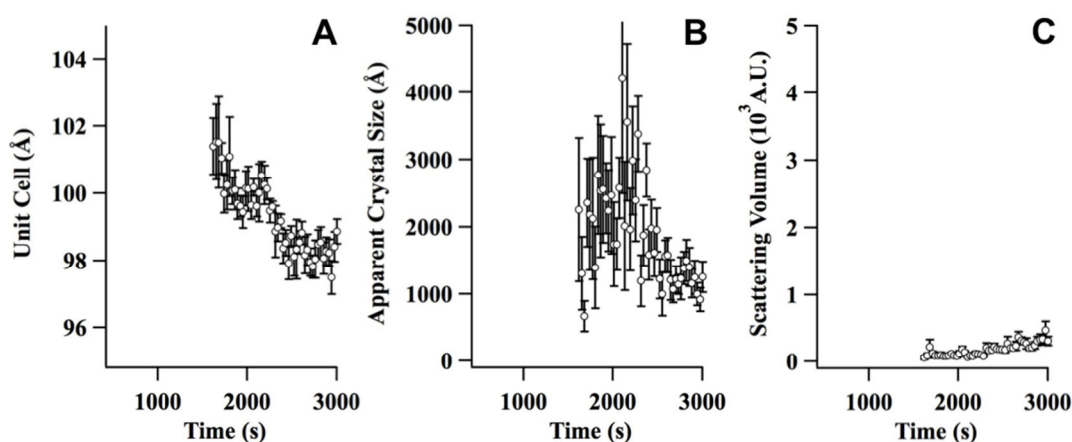 A
Unit Cell (Å)
104
102
100
98
96
1000 2000 3000
Time (s)
B
Apparent Crystal Size (Å)
5000
4000
3000
2000
1000
0
1000 2000 3000
Time (s)
C
Scattering Volume (10³ A.U.)
5
4
3
2
1
0
1000 2000 3000
Time (s)